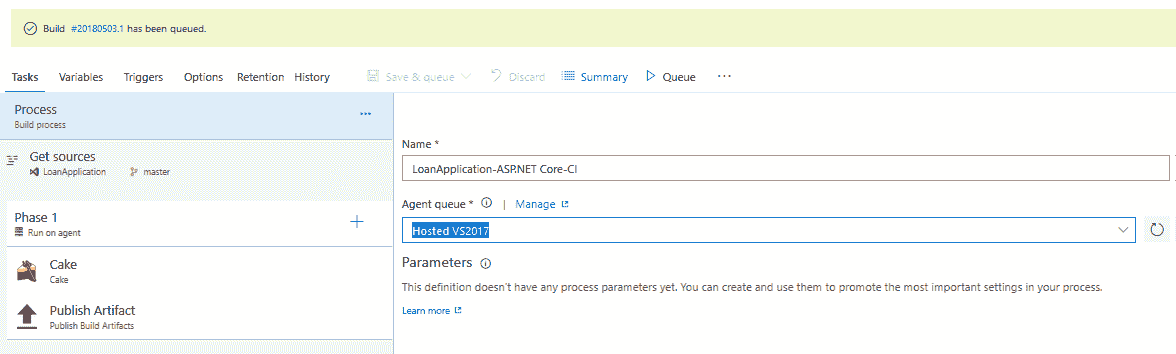 Build #20180503.1 has been queued.
Tasks Variables Triggers Options Retention History Save & queue Discard Summary Queue ...
Process ...
Build process
Get sources
LoanApplication master
Phase 1
Run on agent
Cake
Cake
Publish Artifact
Publish Build Artifacts
Name *
LoanApplication-ASP.NET Core-CI
Agent queue * | Manage
Hosted VS2017
Parameters
This definition doesn't have any process parameters yet. You can create and use them to promote the most important settings in your process.
Learn more